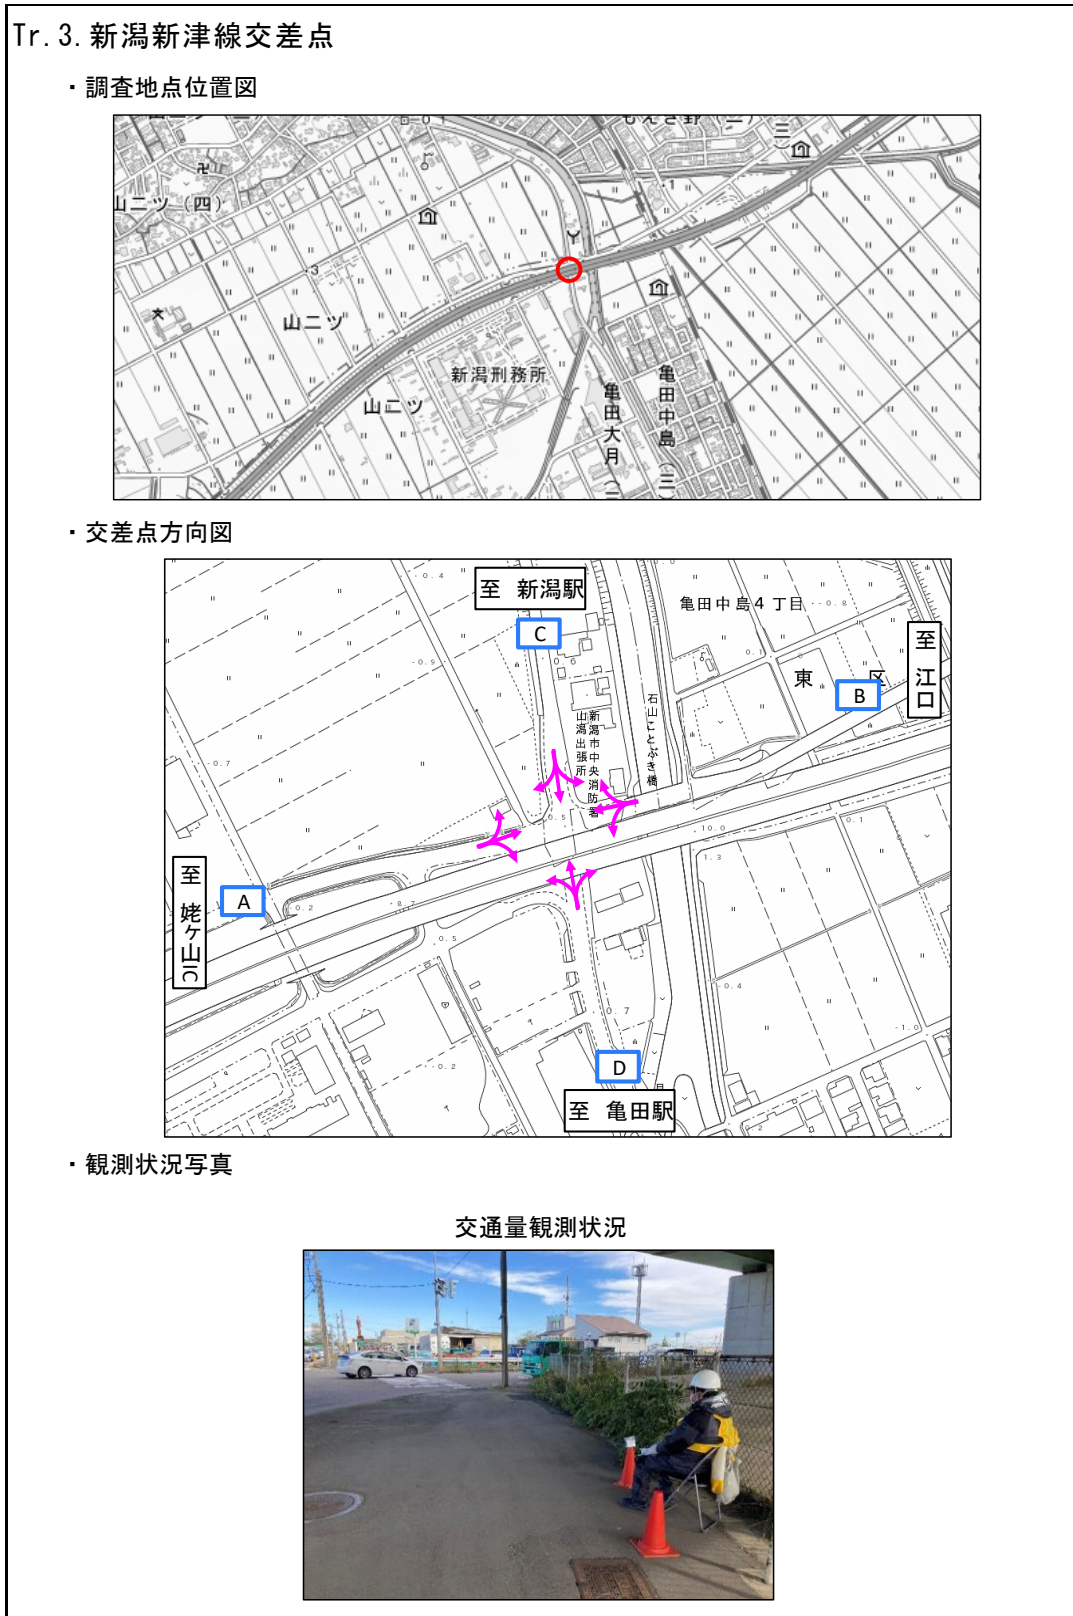 Tr.3.新潟新津線交差点
・調査地点位置図
山二ツ(四)
山二ツ
山二ツ
新潟刑務所
亀田大月
亀田中島(三)
・交差点方向図
至 新潟駅
C
亀田中島4丁目
至 江口
東 区
B
石山ことぶき橋
新潟市中央消防署
山潟出張所
至 姥ヶ山IC
A
D
至 亀田駅
・観測状況写真
交通量観測状況